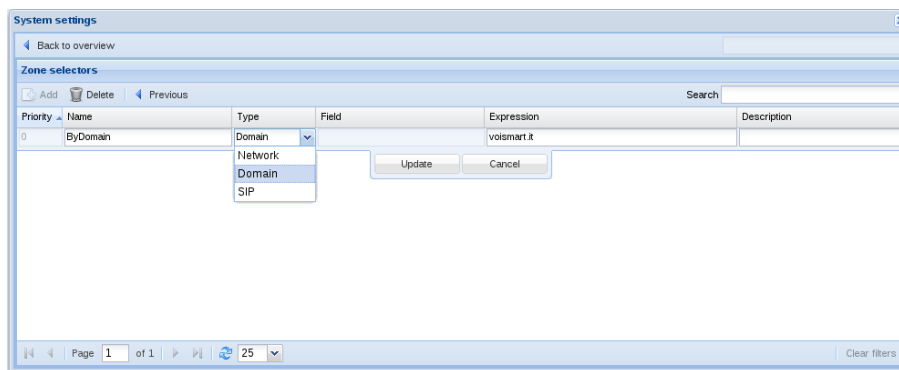 System settings
Back to overview
Zone selectors
Add Delete Previous Search
Priority Name Type Field Expression Description
0 ByDomain Domain voismart.it
Network Update Cancel
Domain
SIP
Page 1 of 1 25 Clear filters